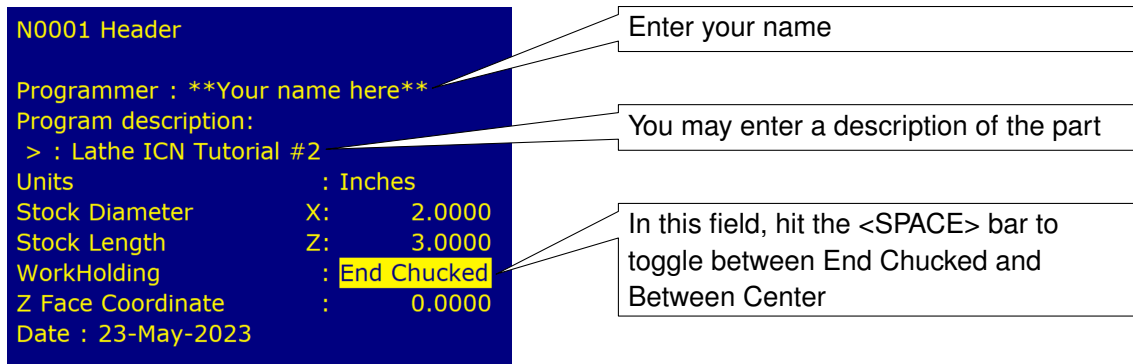 N0001 Header
Programmer : **Your name here**
Program description:
> : Lathe ICN Tutorial #2
Units : Inches
Stock Diameter X: 2.0000
Stock Length Z: 3.0000
WorkHolding : End Chucked
Z Face Coordinate : 0.0000
Date : 23-May-2023
Enter your name
You may enter a description of the part
In this field, hit the <SPACE> bar to
toggle between End Chucked and
Between Center